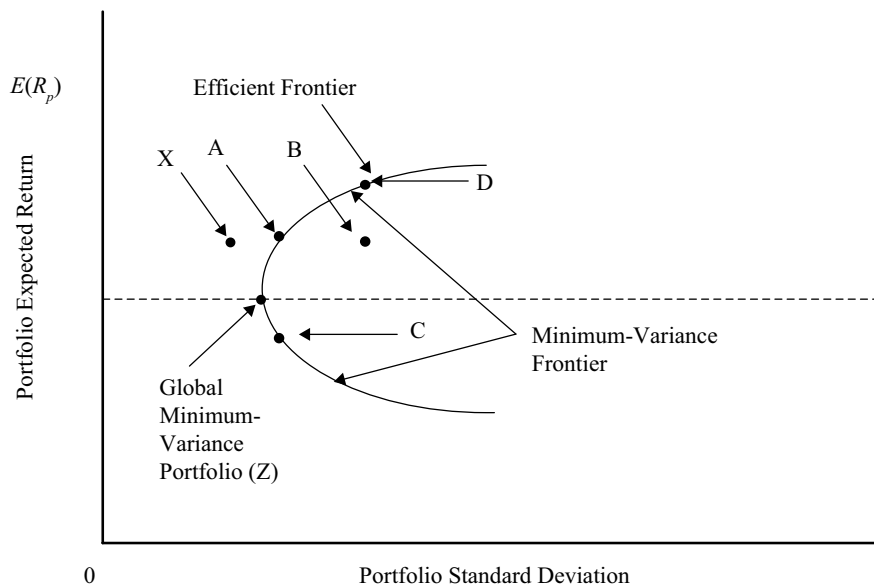 E(Rp)
Efficient Frontier
X
A
B
D
Portfolio Expected Return
C
Minimum-Variance
Frontier
Global
Minimum-
Variance
Portfolio (Z)
0
Portfolio Standard Deviation